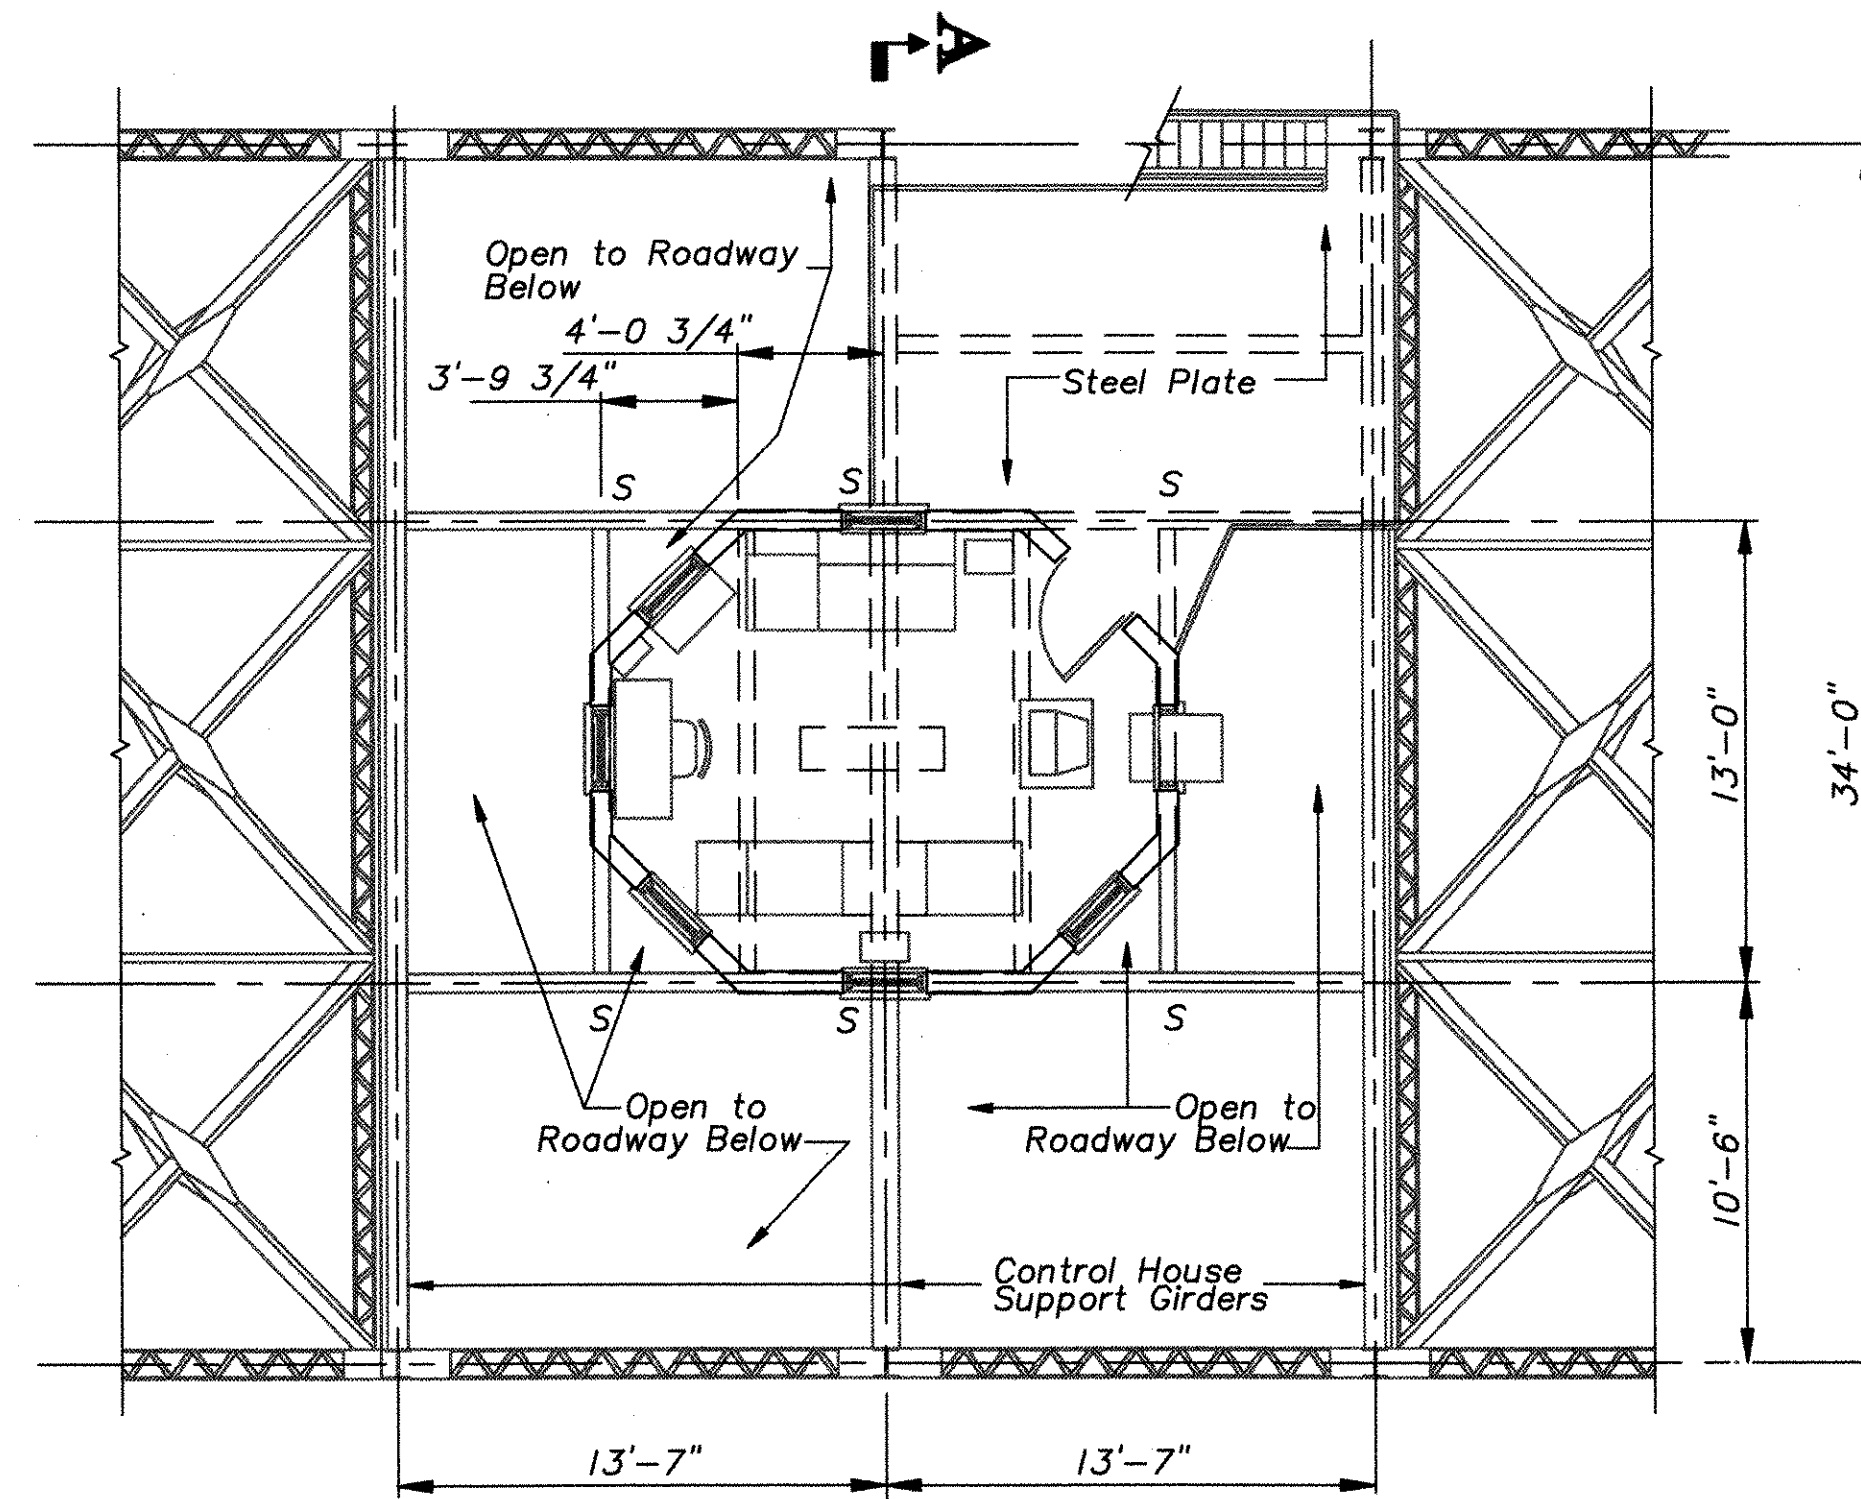 A
Open to Roadway
Below
4'-0 3/4"
3'-9 3/4"
Steel Plate
S
S
S
13'-0"
34'-0"
S
S
S
Open to
Roadway Below
Open to
Roadway Below
10'-6"
Control House
Support Girders
13'-7"
13'-7"